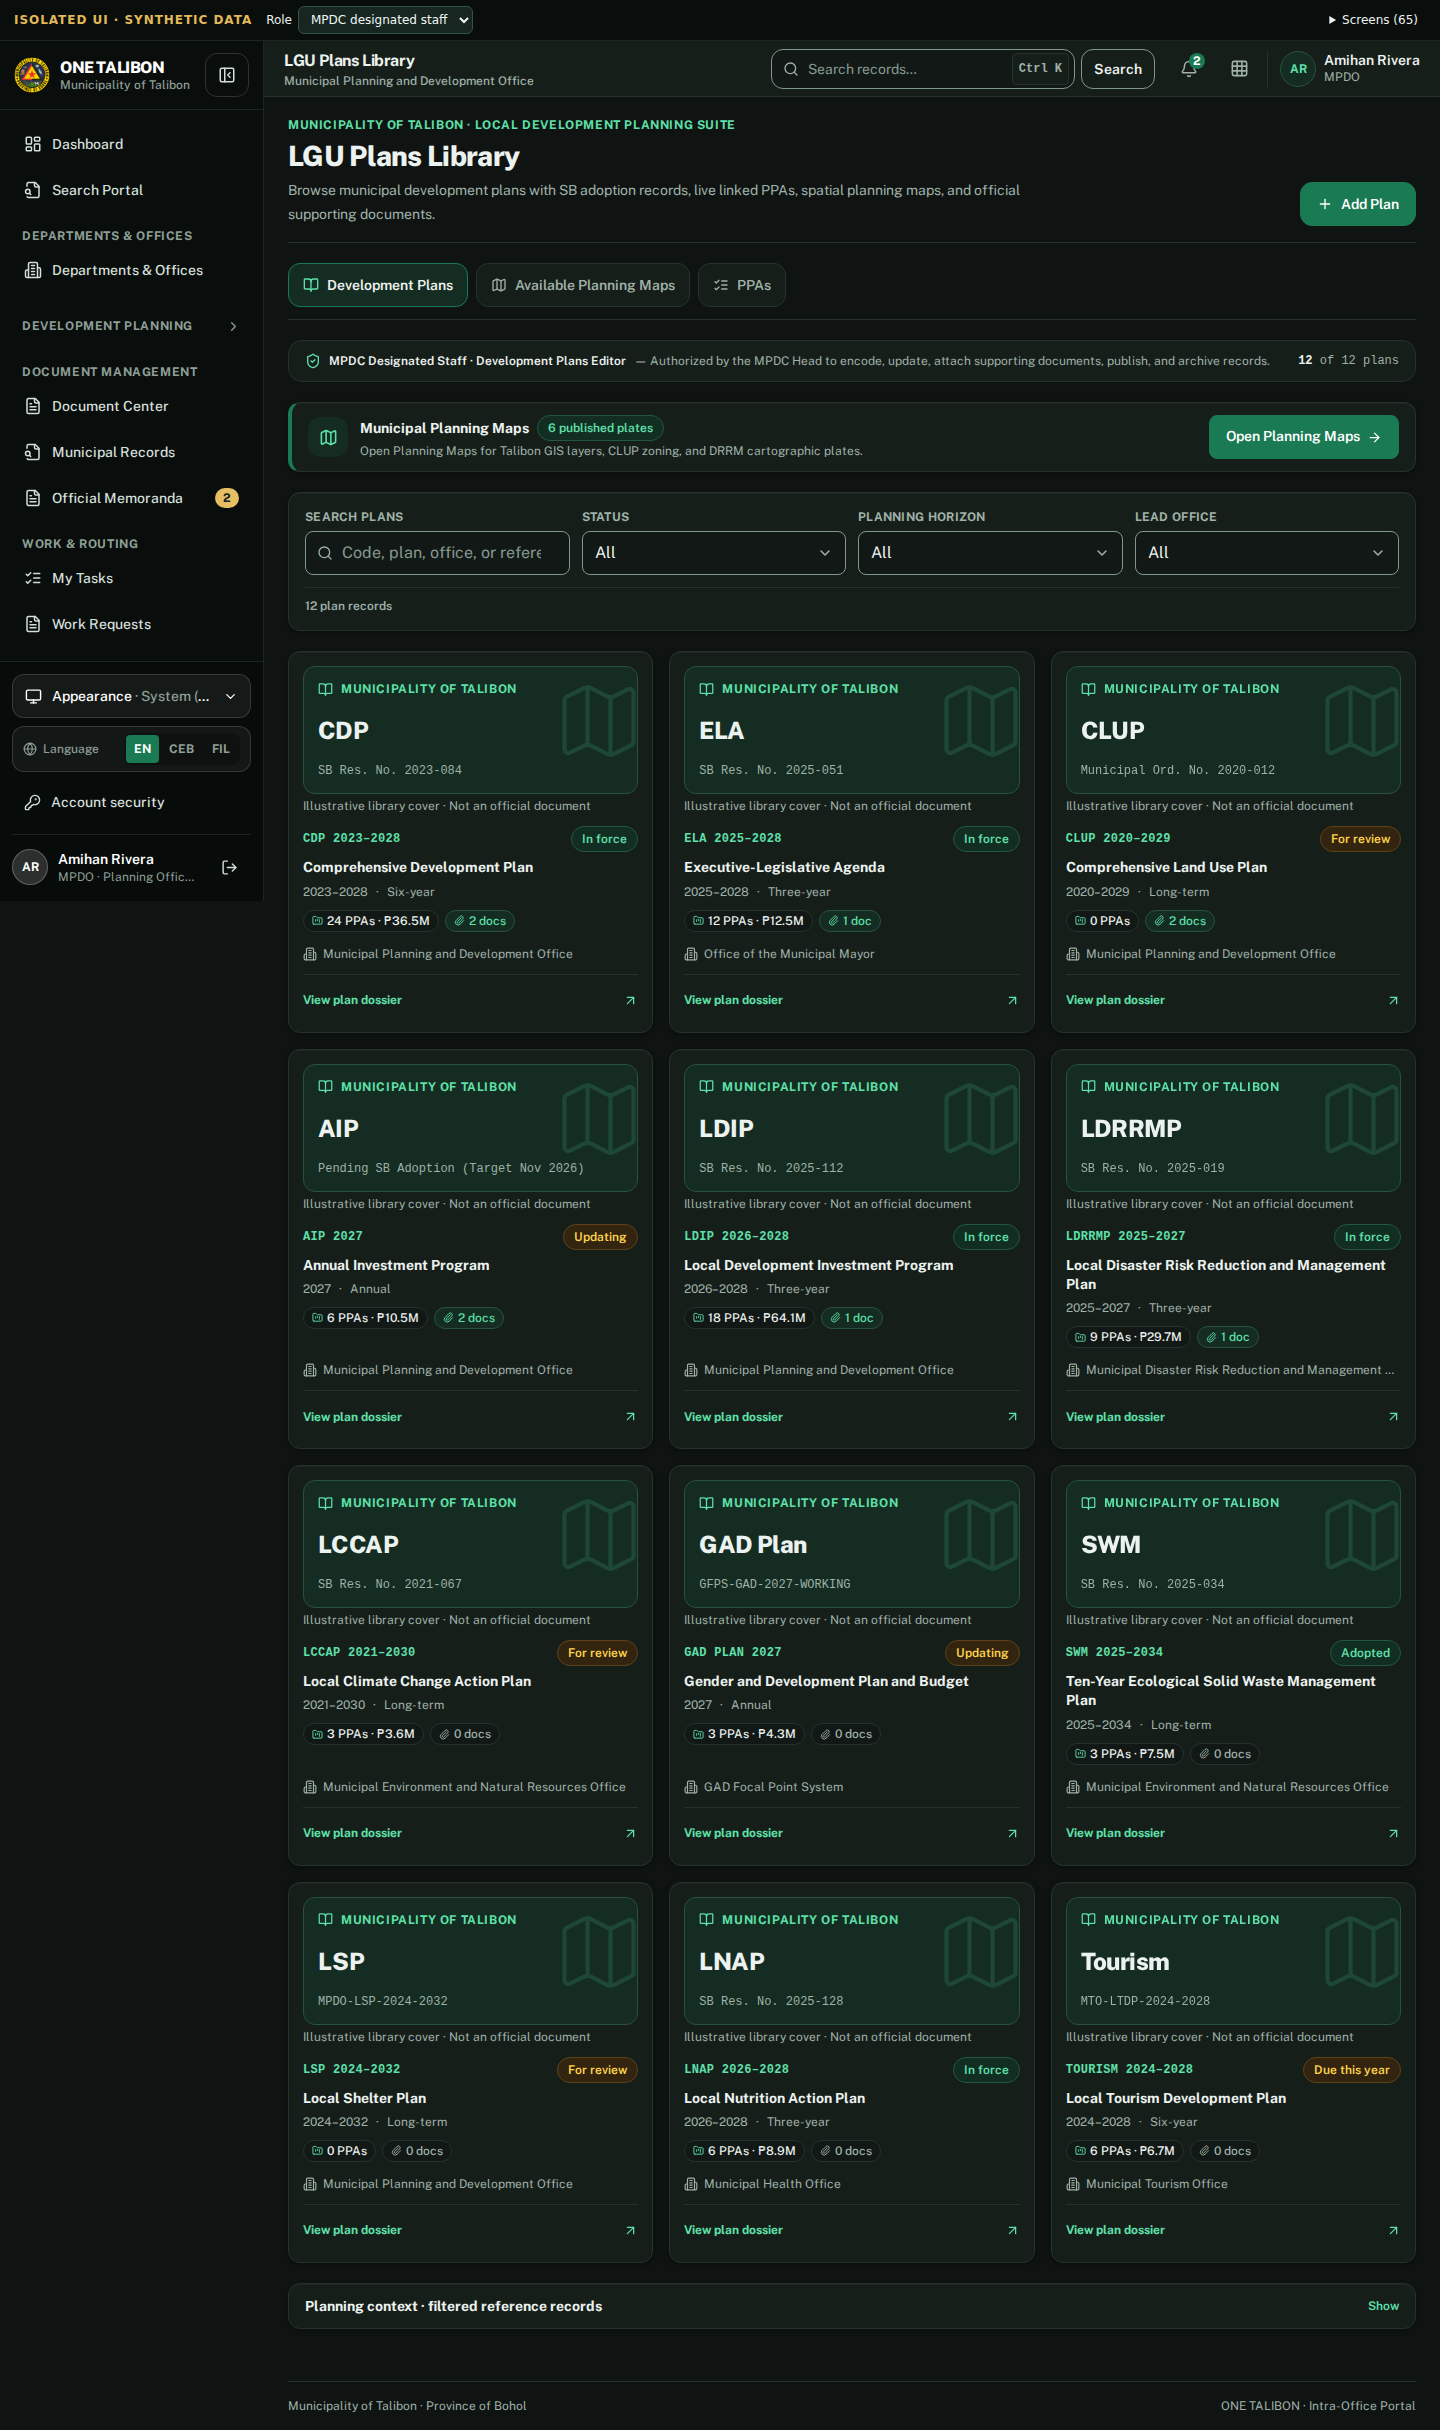 ISOLATED UI · SYNTHETIC DATA Role MPDC designated staff ▶ Screens (65)
ONE TALIBON
Municipality of Talibon
LGU Plans Library
Municipal Planning and Development Office
Search records... Ctrl K Search 2 AR Amihan Rivera
MPDO
Dashboard
Search Portal
DEPARTMENTS & OFFICES
Departments & Offices
DEVELOPMENT PLANNING
DOCUMENT MANAGEMENT
Document Center
Municipal Records
Official Memoranda 2
WORK & ROUTING
My Tasks
Work Requests
Appearance · System (...
Language EN CEB FIL
Account security
AR Amihan Rivera
MPDO · Planning Offic...
MUNICIPALITY OF TALIBON · LOCAL DEVELOPMENT PLANNING SUITE
LGU Plans Library
Browse municipal development plans with SB adoption records, live linked PPAs, spatial planning maps, and official
supporting documents.
Add Plan
Development Plans Available Planning Maps PPAs
MPDC Designated Staff · Development Plans Editor — Authorized by the MPDC Head to encode, update, attach supporting documents, publish, and archive records. 12 of 12 plans
Municipal Planning Maps 6 published plates
Open Planning Maps for Talibon GIS layers, CLUP zoning, and DRRM cartographic plates.
Open Planning Maps →
SEARCH PLANS STATUS PLANNING HORIZON LEAD OFFICE
Code, plan, office, or refere All All All
12 plan records
MUNICIPALITY OF TALIBON
CDP
SB Res. No. 2023-084
Illustrative library cover · Not an official document
CDP 2023–2028 In force
Comprehensive Development Plan
2023–2028 · Six-year
24 PPAs · ₱36.5M 2 docs
Municipal Planning and Development Office
View plan dossier
MUNICIPALITY OF TALIBON
ELA
SB Res. No. 2025-051
Illustrative library cover · Not an official document
ELA 2025–2028 In force
Executive-Legislative Agenda
2025–2028 · Three-year
12 PPAs · ₱12.5M 1 doc
Office of the Municipal Mayor
View plan dossier
MUNICIPALITY OF TALIBON
CLUP
Municipal Ord. No. 2020-012
Illustrative library cover · Not an official document
CLUP 2020–2029 For review
Comprehensive Land Use Plan
2020–2029 · Long-term
0 PPAs 2 docs
Municipal Planning and Development Office
View plan dossier
MUNICIPALITY OF TALIBON
AIP
Pending SB Adoption (Target Nov 2026)
Illustrative library cover · Not an official document
AIP 2027 Updating
Annual Investment Program
2027 · Annual
6 PPAs · ₱10.5M 2 docs
Municipal Planning and Development Office
View plan dossier
MUNICIPALITY OF TALIBON
LDIP
SB Res. No. 2025-112
Illustrative library cover · Not an official document
LDIP 2026–2028 In force
Local Development Investment Program
2026–2028 · Three-year
18 PPAs · ₱64.1M 1 doc
Municipal Planning and Development Office
View plan dossier
MUNICIPALITY OF TALIBON
LDRRMP
SB Res. No. 2025-019
Illustrative library cover · Not an official document
LDRRMP 2025–2027 In force
Local Disaster Risk Reduction and Management
Plan
2025–2027 · Three-year
9 PPAs · ₱29.7M 1 doc
Municipal Disaster Risk Reduction and Management ...
View plan dossier
MUNICIPALITY OF TALIBON
LCCAP
SB Res. No. 2021-067
Illustrative library cover · Not an official document
LCCAP 2021–2030 For review
Local Climate Change Action Plan
2021–2030 · Long-term
3 PPAs · ₱3.6M 0 docs
Municipal Environment and Natural Resources Office
View plan dossier
MUNICIPALITY OF TALIBON
GAD Plan
GFPS-GAD-2027-WORKING
Illustrative library cover · Not an official document
GAD PLAN 2027 Updating
Gender and Development Plan and Budget
2027 · Annual
3 PPAs · ₱4.3M 0 docs
GAD Focal Point System
View plan dossier
MUNICIPALITY OF TALIBON
SWM
SB Res. No. 2025-034
Illustrative library cover · Not an official document
SWM 2025–2034 Adopted
Ten-Year Ecological Solid Waste Management
Plan
2025–2034 · Long-term
3 PPAs · ₱7.5M 0 docs
Municipal Environment and Natural Resources Office
View plan dossier
MUNICIPALITY OF TALIBON
LSP
MPDO-LSP-2024-2032
Illustrative library cover · Not an official document
LSP 2024–2032 For review
Local Shelter Plan
2024–2032 · Long-term
0 PPAs 0 docs
Municipal Planning and Development Office
View plan dossier
MUNICIPALITY OF TALIBON
LNAP
SB Res. No. 2025-128
Illustrative library cover · Not an official document
LNAP 2026–2028 In force
Local Nutrition Action Plan
2026–2028 · Three-year
6 PPAs · ₱8.9M 0 docs
Municipal Health Office
View plan dossier
MUNICIPALITY OF TALIBON
Tourism
MTO-LTDP-2024-2028
Illustrative library cover · Not an official document
TOURISM 2024–2028 Due this year
Local Tourism Development Plan
2024–2028 · Six-year
6 PPAs · ₱6.7M 0 docs
Municipal Tourism Office
View plan dossier
Planning context · filtered reference records Show
Municipality of Talibon · Province of Bohol ONE TALIBON · Intra-Office Portal